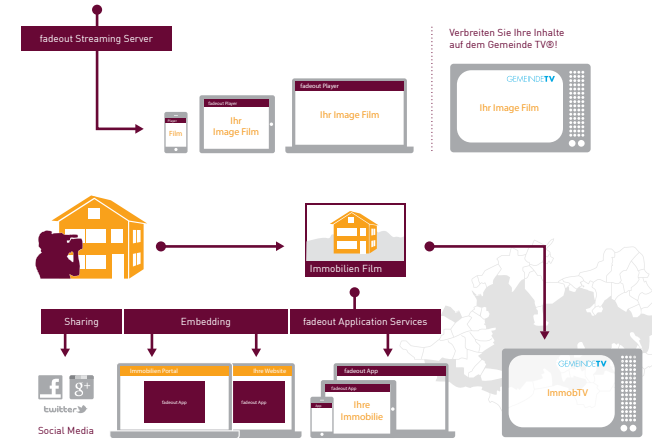 fadeout Streaming Server
Verbreiten Sie Ihre Inhalte
auf dem Gemeinde TV®!
GEMEINDETV
Ihr Image Film
fadeout Player
Ihr Image Film
fadeout Player
Ihr
Image Film
Player
Film
Immobilien Film
Sharing
Embedding
fadeout Application Services
f
g+
twitter
Social Media
Immobilien Portal
fadeout App
Ihre Website
fadeout App
fadeout App
fadeout App
Ihre
Immobilie
App
GEMEINDETV
ImmobTV